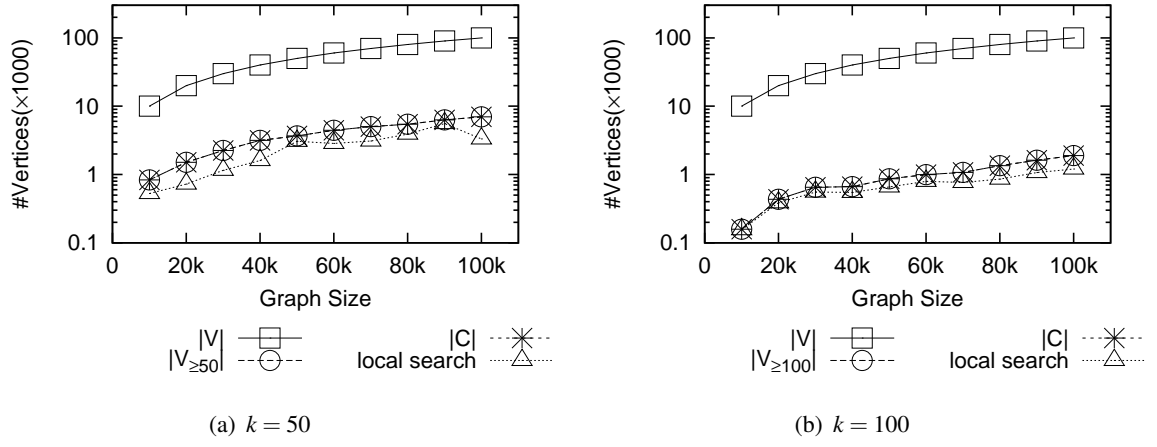 #Vertices(×1000)
100
10
1
0.1
0 20k 40k 60k 80k 100k
Graph Size
|V| |C|
|V≥50| local search
(a) k = 50
#Vertices(×1000)
100
10
1
0.1
0 20k 40k 60k 80k 100k
Graph Size
|V| |C|
|V≥100| local search
(b) k = 100